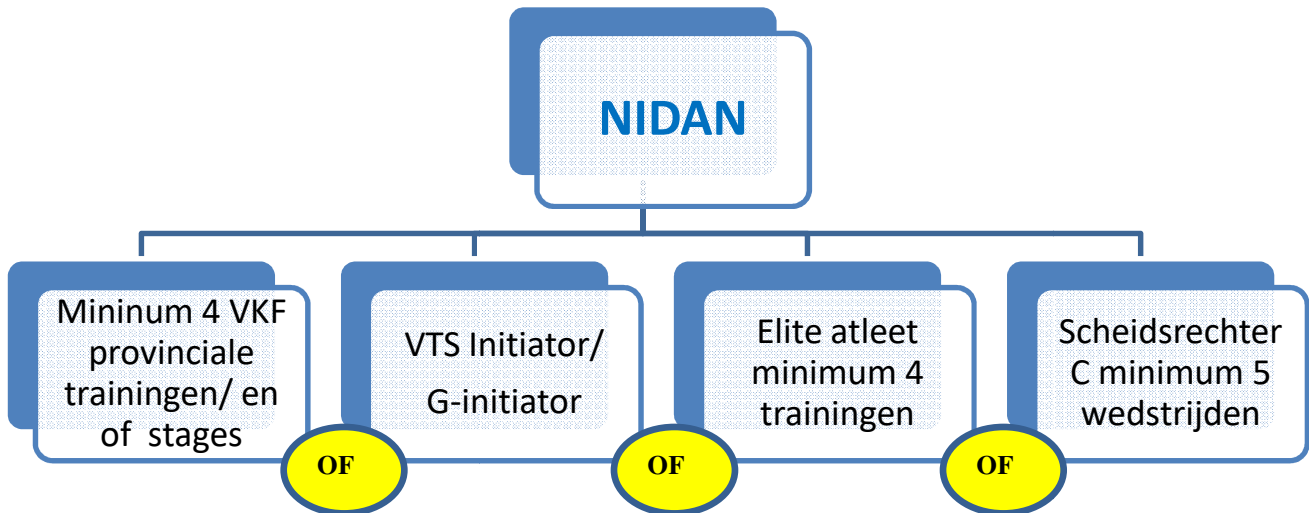 NIDAN
Mininum 4 VKF
provinciale
trainingen/ en
of stages
VTS Initiator/
G-initiator
Elite atleet
minimum 4
trainingen
Scheidsrechter
C minimum 5
wedstrijden
OF
OF
OF